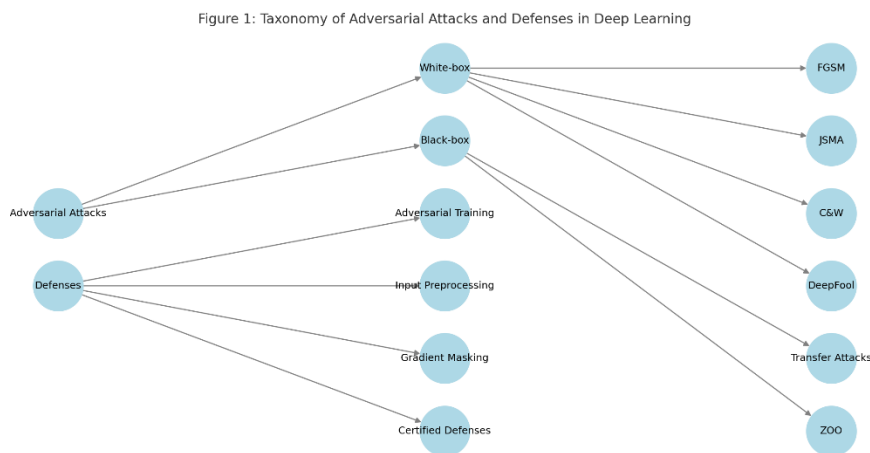 Figure 1: Taxonomy of Adversarial Attacks and Defenses in Deep Learning
White-box
FGSM
Black-box
JSMA
Adversarial Attacks
Adversarial Training
C&W
Defenses
Input Preprocessing
DeepFool
Gradient Masking
Transfer Attacks
Certified Defenses
ZOO